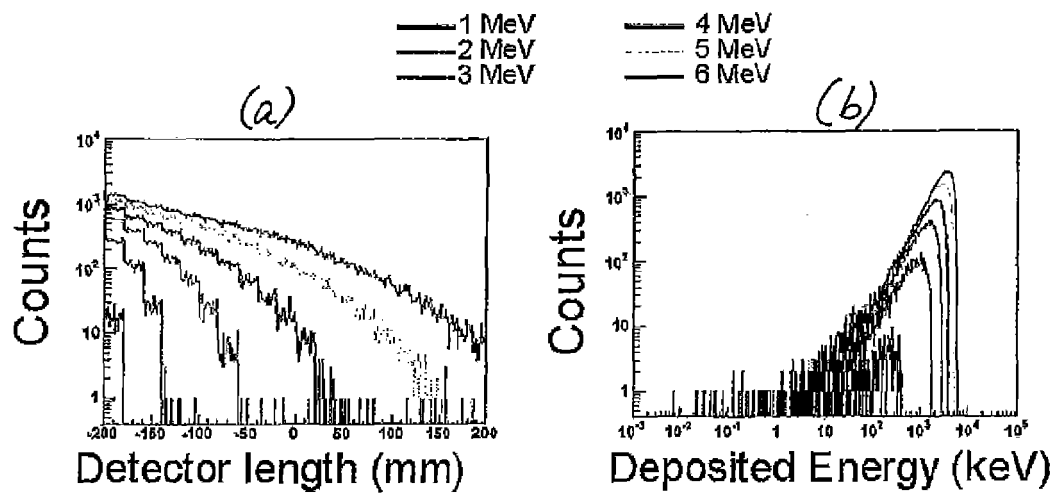 1 MeV 4 MeV
2 MeV 5 MeV
3 MeV 6 MeV
(a) (b)
Counts
10⁴
10³
10²
10
1
-200 -150 -100 -50 0 50 100 150 200
Detector length (mm)
Counts
10⁴
10³
10²
10
1
10⁻³ 10⁻² 10⁻¹ 1 10 10² 10³ 10⁴ 10⁵
Deposited Energy (keV)